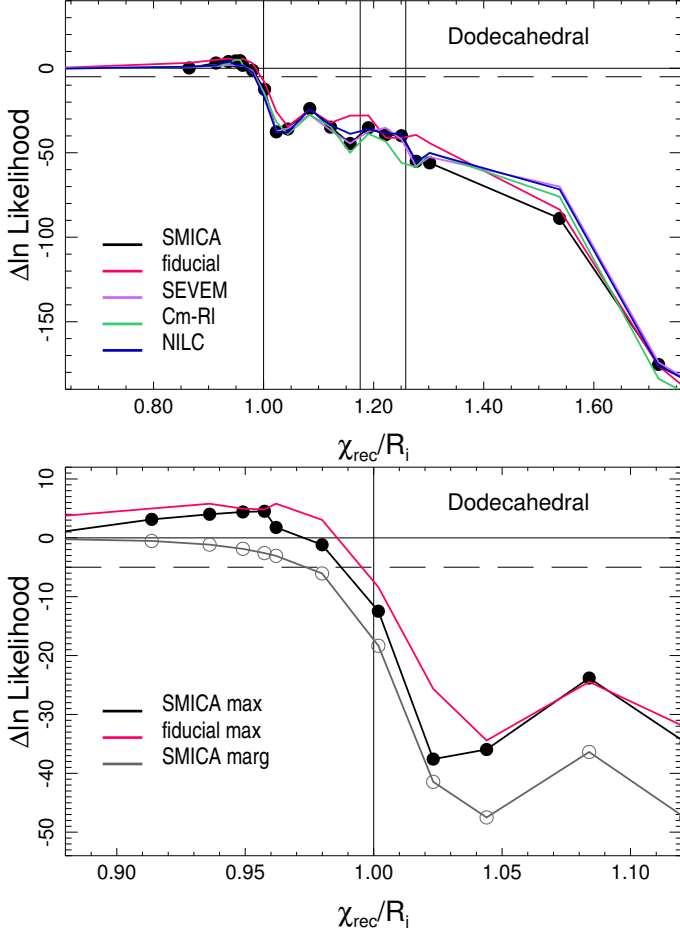 Dodecahedral
0
50
-100
-150
ΔIn Likelihood
SMICA
fiducial
SEVEM
Cm-Rl
NILC
0.80 1.00 1.20 1.40 1.60
χrec/Ri
Dodecahedral
10
0
-10
-20
-30
-40
-50
ΔIn Likelihood
SMICA max
fiducial max
SMICA marg
0.90 0.95 1.00 1.05 1.10
χrec/Ri